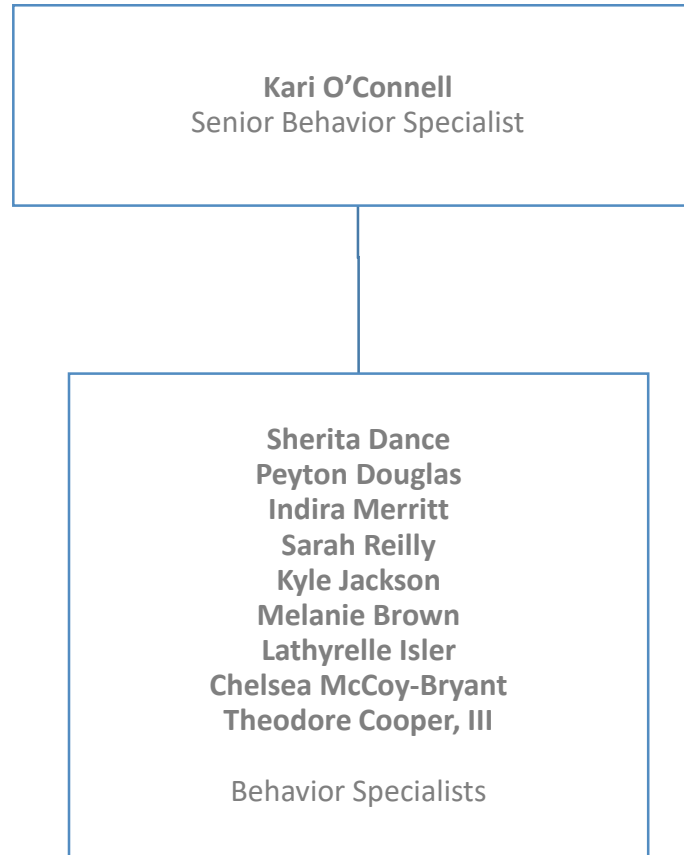 Kari O’Connell
Senior Behavior Specialist
Sherita Dance
Peyton Douglas
Indira Merritt
Sarah Reilly
Kyle Jackson
Melanie Brown
Lathyrelle Isler
Chelsea McCoy-Bryant
Theodore Cooper, III
Behavior Specialists